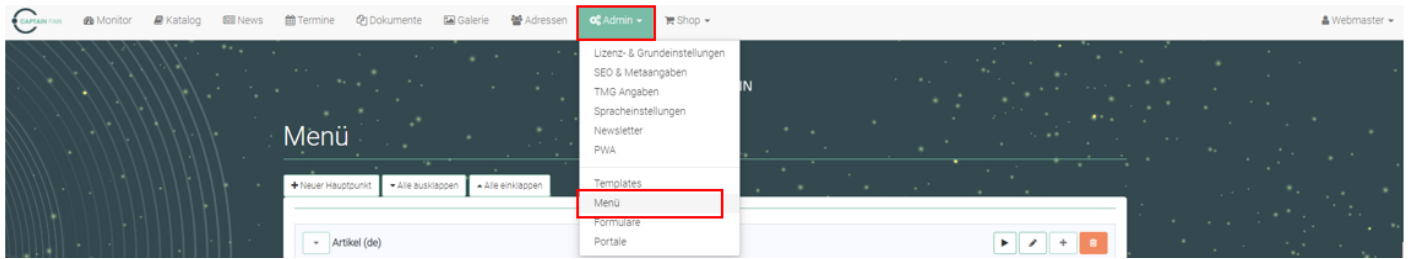 CAPTAIN FAN Monitor Katalog News Termine Dokumente Galerie Adressen Admin Shop Webmaster
Lizenz- & Grundeinstellungen
SEO & Metaangaben
IN
TMG Angaben
Spracheinstellungen
Newsletter
Menü
PWA
Neuer Hauptpunkt Alle ausklappen Alle einklappen
Templates
Menü
Formulare
Artikel (de)
Portale